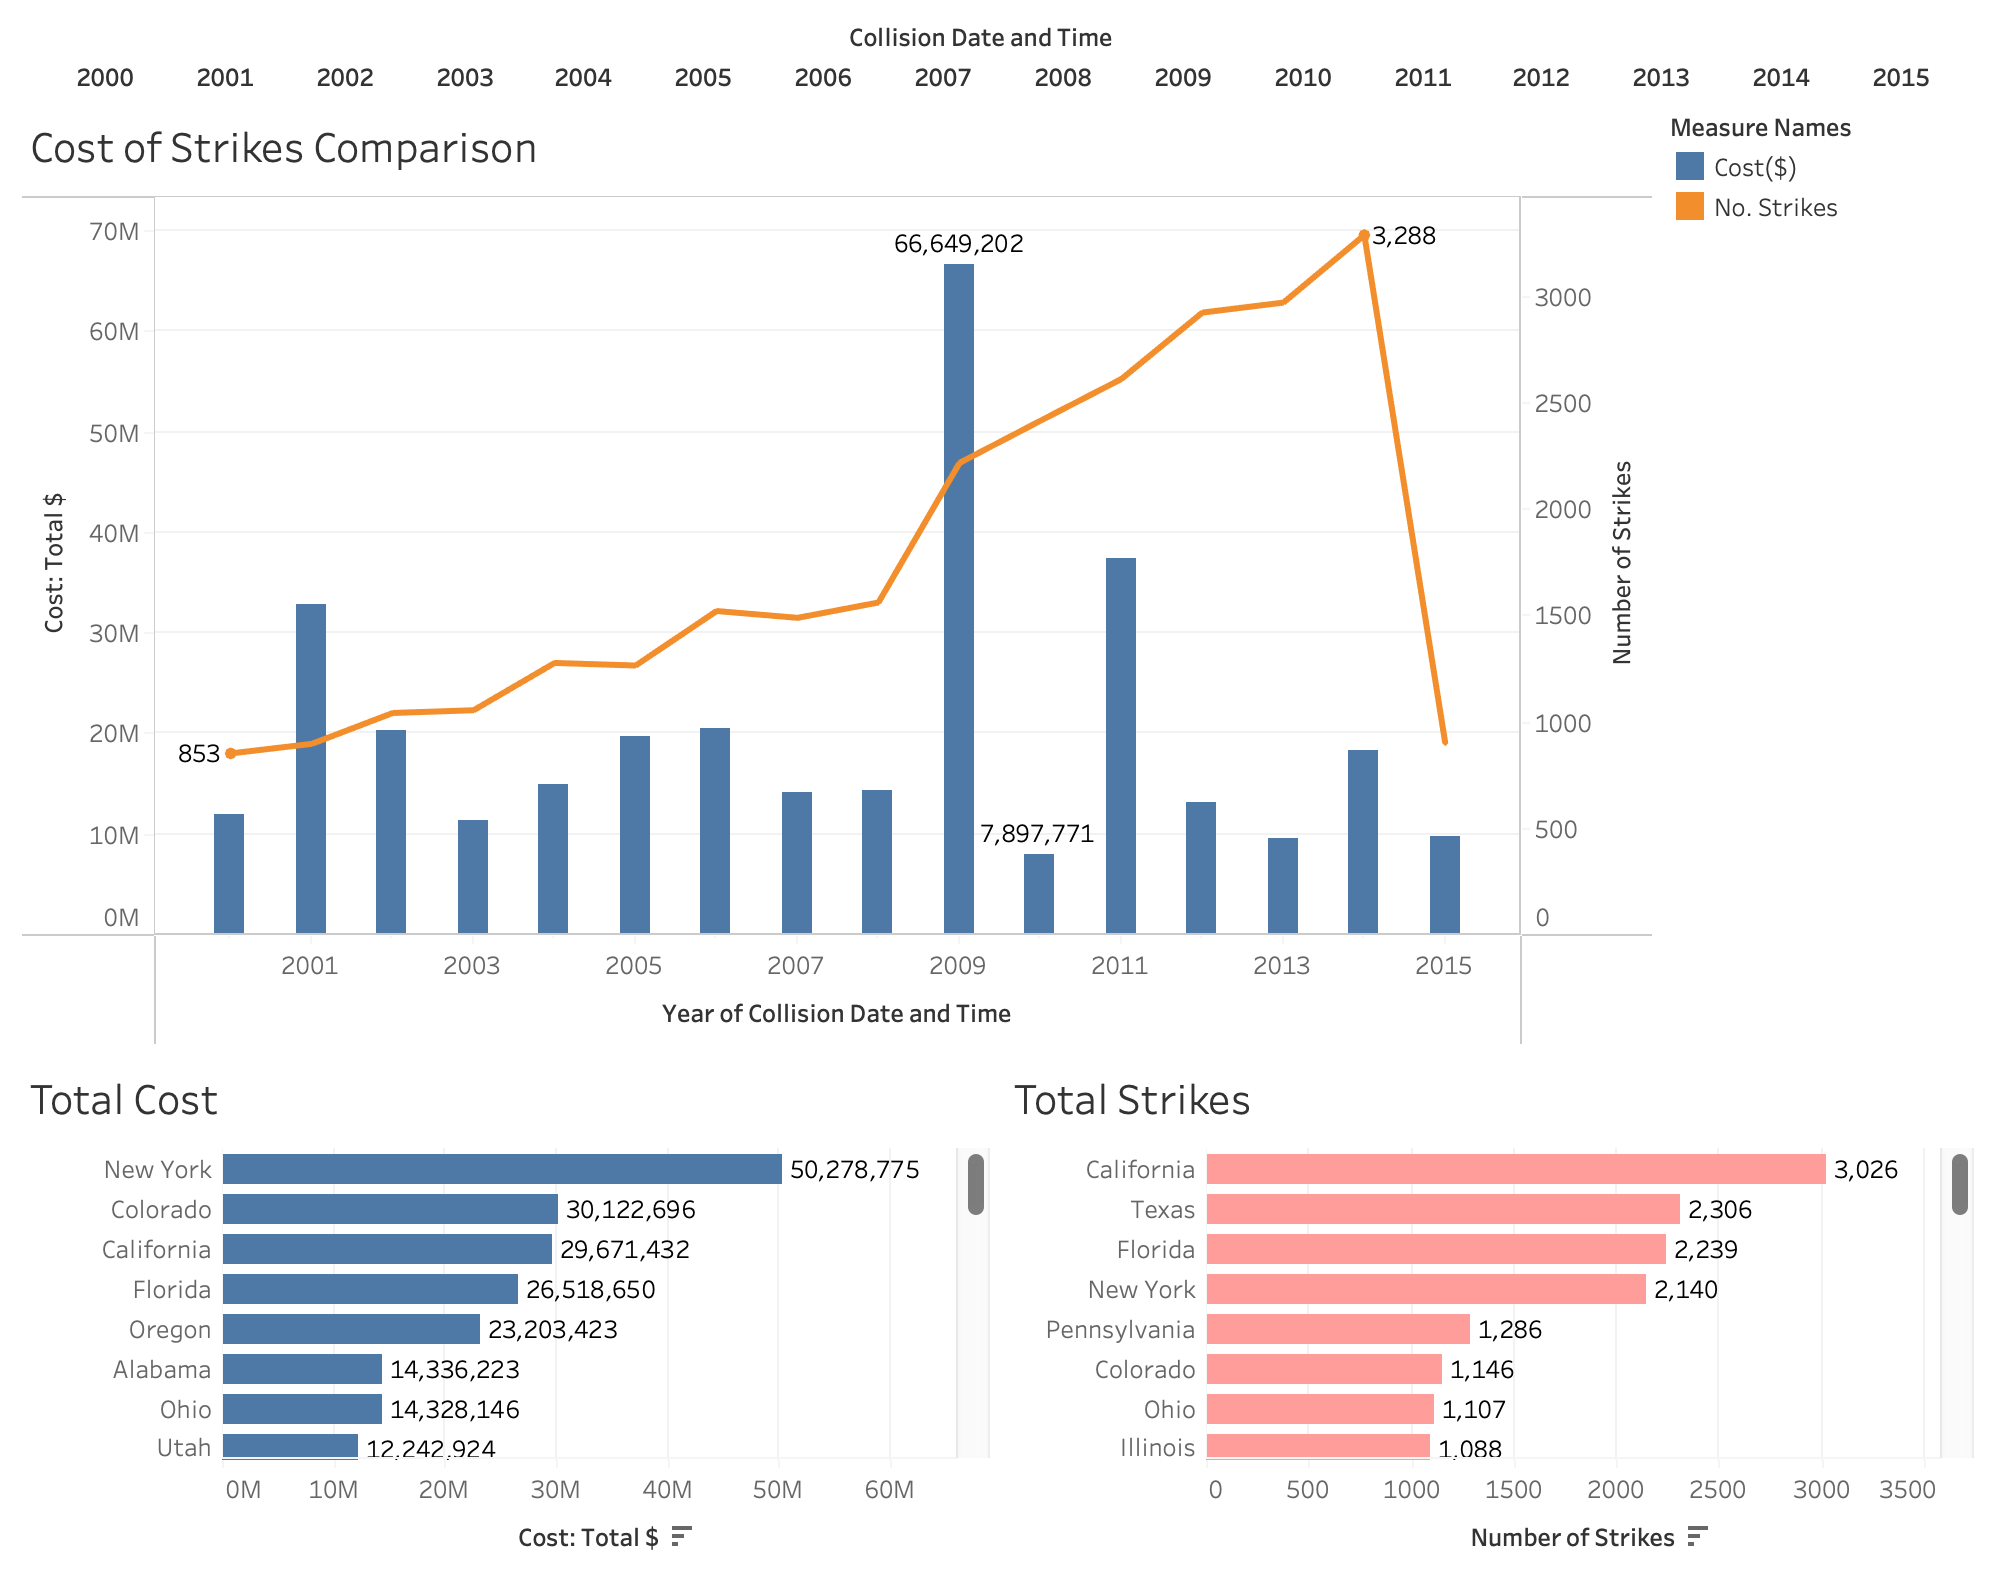 Collision Date and Time
2000 2001 2002 2003 2004 2005 2006 2007 2008 2009 2010 2011 2012 2013 2014 2015
Cost of Strikes Comparison
Measure Names
Cost($)
No. Strikes
70M
60M
50M
40M
30M
20M
10M
0M
Cost: Total $
66,649,202
3,288
853
7,897,771
3000
2500
2000
1500
1000
500
0
Number of Strikes
2001 2003 2005 2007 2009 2011 2013 2015
Year of Collision Date and Time
Total Cost
New York 50,278,775
Colorado 30,122,696
California 29,671,432
Florida 26,518,650
Oregon 23,203,423
Alabama 14,336,223
Ohio 14,328,146
Utah 12,242,924
0M 10M 20M 30M 40M 50M 60M
Cost: Total $
Total Strikes
California 3,026
Texas 2,306
Florida 2,239
New York 2,140
Pennsylvania 1,286
Colorado 1,146
Ohio 1,107
Illinois 1,088
0 500 1000 1500 2000 2500 3000 3500
Number of Strikes